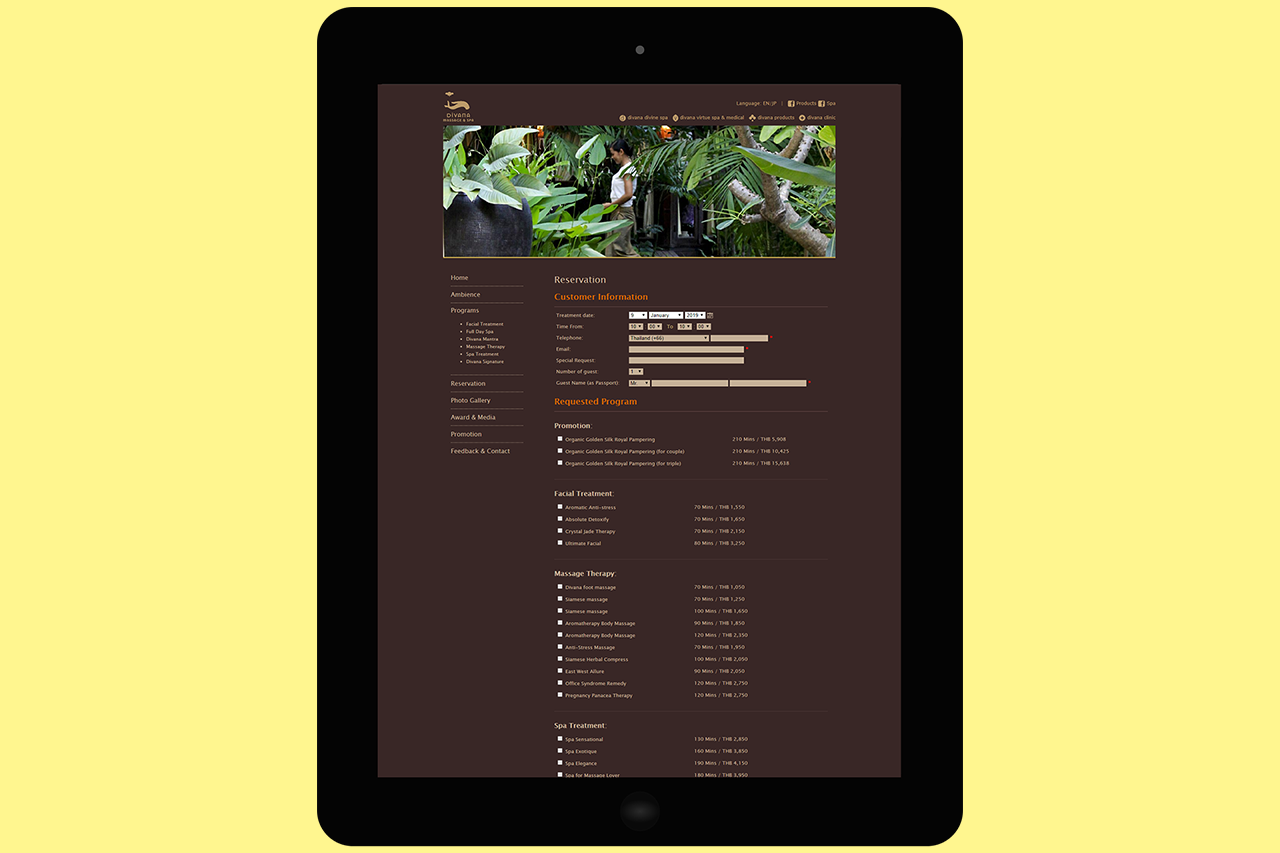 DIVANA
MASSAGE & SPA
Language: EN|JP | Products Spa
divana divine spa divana virtue spa & medical divana products divana clinic
Home
Ambience
Programs
Facial Treatment
Full Day Spa
Divana Mantra
Massage Therapy
Spa Treatment
Divana Signature
Reservation
Photo Gallery
Award & Media
Promotion
Feedback & Contact
Reservation
Customer Information
Treatment date: 9 January 2019
Time From: 10 00 To 10 00
Telephone: Thailand (+66) *
Email: *
Special Request:
Number of guest: 1
Guest Name (as Passport): Mr. *
Requested Program
Promotion:
Organic Golden Silk Royal Pampering 210 Mins / THB 5,908
Organic Golden Silk Royal Pampering (for couple) 210 Mins / THB 10,425
Organic Golden Silk Royal Pampering (for triple) 210 Mins / THB 15,638
Facial Treatment:
Aromatic Anti-stress 70 Mins / THB 1,550
Absolute Detoxify 70 Mins / THB 1,650
Crystal Jade Therapy 70 Mins / THB 2,150
Ultimate Facial 80 Mins / THB 3,250
Massage Therapy:
Divana foot massage 70 Mins / THB 1,050
Siamese massage 70 Mins / THB 1,250
Siamese massage 100 Mins / THB 1,650
Aromatherapy Body Massage 90 Mins / THB 1,850
Aromatherapy Body Massage 120 Mins / THB 2,350
Anti-Stress Massage 70 Mins / THB 1,950
Siamese Herbal Compress 100 Mins / THB 2,050
East West Allure 90 Mins / THB 2,050
Office Syndrome Remedy 120 Mins / THB 2,750
Pregnancy Panacea Therapy 120 Mins / THB 2,750
Spa Treatment:
Spa Sensational 130 Mins / THB 2,850
Spa Exotique 160 Mins / THB 3,850
Spa Elegance 190 Mins / THB 4,150
Spa for Massage Lover 180 Mins / THB 3,950